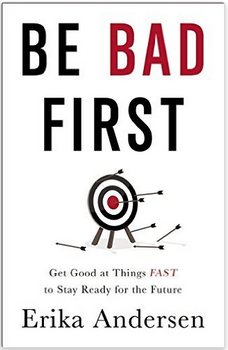 BE BAD
FIRST
Get Good at Things FAST
to Stay Ready for the Future
Erika Andersen